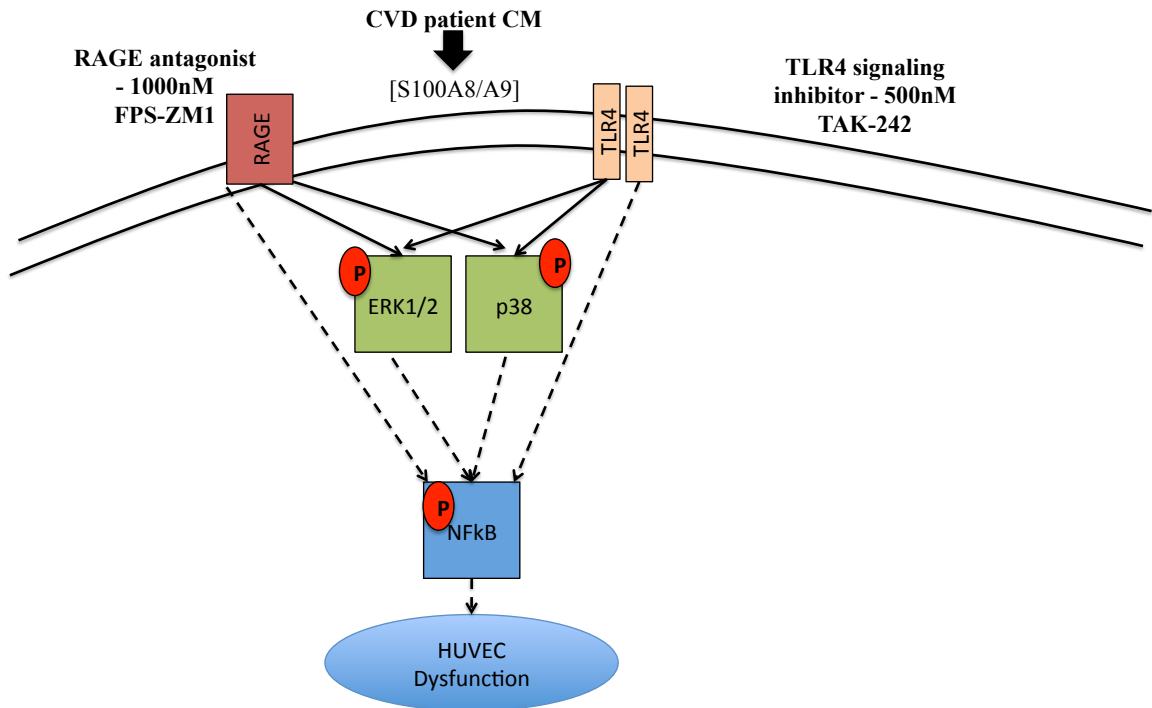 CVD patient CM
RAGE antagonist
- 1000nM
FPS-ZM1
[S100A8/A9]
TLR4 signaling
inhibitor - 500nM
TAK-242
RAGE
TLR4
TLR4
P
P
ERK1/2
p38
P
NFkB
HUVEC
Dysfunction